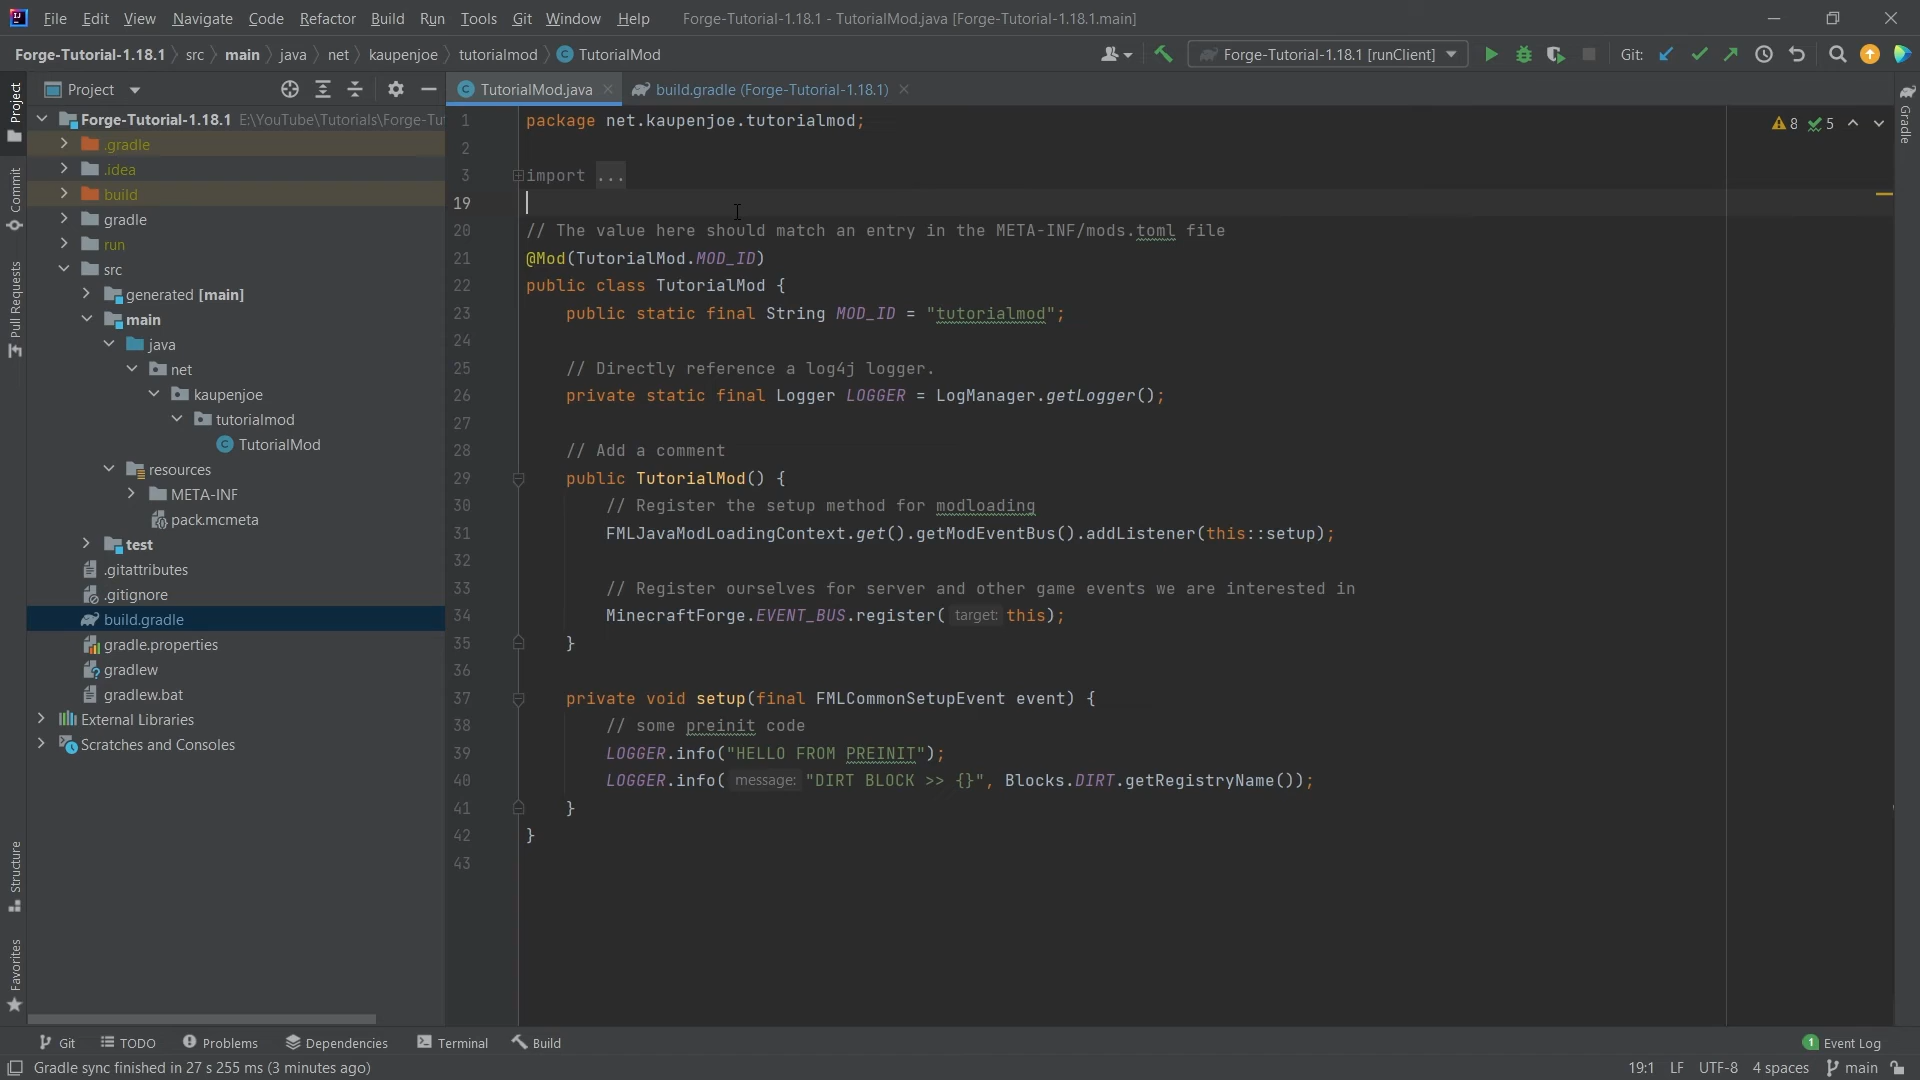 File Edit View Navigate Code Refactor Build Run Tools Git Window Help Forge-Tutorial-1.18.1 - TutorialMod.java [Forge-Tutorial-1.18.1.main]
Forge-Tutorial-1.18.1 src main java net kaupenjoe tutorialmod TutorialMod Forge-Tutorial-1.18.1 [runClient] Git:
Project
Commit
Pull Requests
Structure
Favorites
Project
Forge-Tutorial-1.18.1 E:\YouTube\Tutorials\Forge-Tu
.gradle
.idea
build
gradle
run
src
generated [main]
main
java
net
kaupenjoe
tutorialmod
TutorialMod
resources
META-INF
pack.mcmeta
test
.gitattributes
.gitignore
build.gradle
gradle.properties
gradlew
gradlew.bat
External Libraries
Scratches and Consoles
TutorialMod.java build.gradle (Forge-Tutorial-1.18.1)
8 5
1 package net.kaupenjoe.tutorialmod;
2
3 import ...
19
20 // The value here should match an entry in the META-INF/mods.toml file
21 @Mod(TutorialMod.MOD_ID)
22 public class TutorialMod {
23 public static final String MOD_ID = "tutorialmod";
24
25 // Directly reference a log4j logger.
26 private static final Logger LOGGER = LogManager.getLogger();
27
28 // Add a comment
29 public TutorialMod() {
30 // Register the setup method for modloading
31 FMLJavaModLoadingContext.get().getModEventBus().addListener(this::setup);
32
33 // Register ourselves for server and other game events we are interested in
34 MinecraftForge.EVENT_BUS.register( target: this);
35 }
36
37 private void setup(final FMLCommonSetupEvent event) {
38 // some preinit code
39 LOGGER.info("HELLO FROM PREINIT");
40 LOGGER.info( message: "DIRT BLOCK >> {}", Blocks.DIRT.getRegistryName());
41 }
42 }
43
Gradle
Git TODO Problems Dependencies Terminal Build 1 Event Log
Gradle sync finished in 27 s 255 ms (3 minutes ago) 19:1 LF UTF-8 4 spaces main